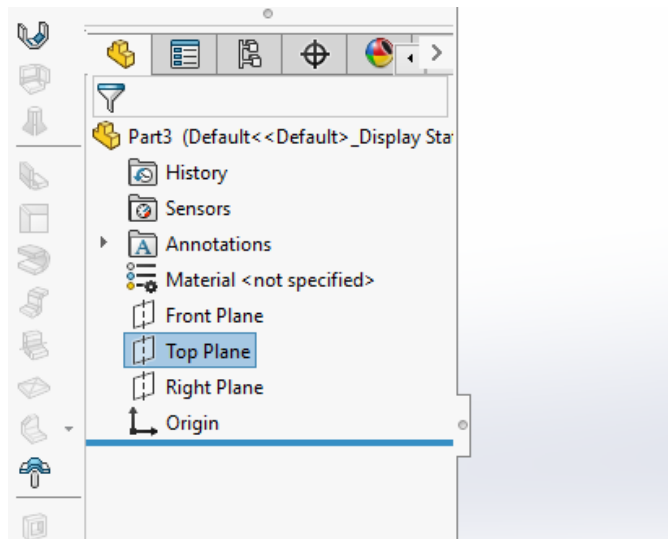 Part3 (Default<<Default>_Display Sta
History
Sensors
A Annotations
Material <not specified>
Front Plane
Top Plane
Right Plane
Origin